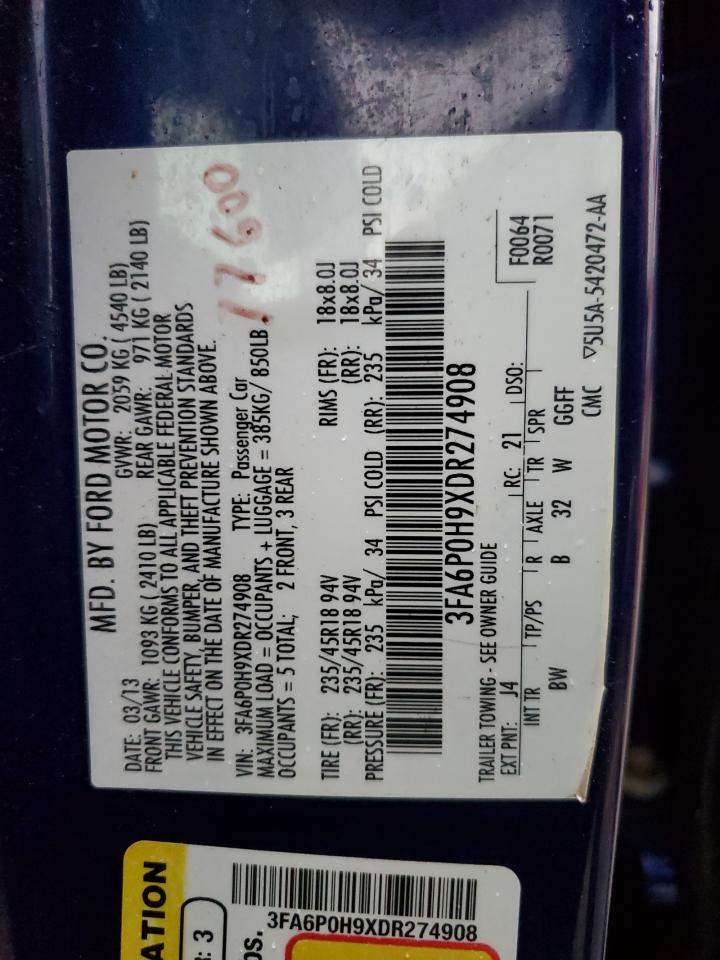 MFD. BY FORD MOTOR CO.
DATE: 03/13 GVWR: 2059 KG ( 4540 LB)
FRONT GAWR: 1093 KG ( 2410 LB) REAR GAWR: 971 KG ( 2140 LB)
THIS VEHICLE CONFORMS TO ALL APPLICABLE FEDERAL MOTOR
VEHICLE SAFETY, BUMPER, AND THEFT PREVENTION STANDARDS
IN EFFECT ON THE DATE OF MANUFACTURE SHOWN ABOVE.
17600
VIN: 3FA6P0H9XDR274908 TYPE: Passenger Car
MAXIMUM LOAD = OCCUPANTS + LUGGAGE = 385KG/ 850LB
OCCUPANTS = 5 TOTAL; 2 FRONT, 3 REAR
TIRE (FR): 235/45R18 94V RIMS (FR): 18x8.0J
(RR): 235/45R18 94V (RR): 18x8.0J
PRESSURE (FR): 235 kPa/ 34 PSI COLD (RR): 235 kPa/ 34 PSI COLD
3FA6P0H9XDR274908
TRAILER TOWING - SEE OWNER GUIDE
F0064
R0071
EXT PNT: J4 RC: 21 DSO:
INT TR TP/PS R AXLE TR SPR
BW B 32 W GGFF
CMC ▽5U5A-5420472-AA
ATION
R: 3
OS.
3FA6P0H9XDR274908